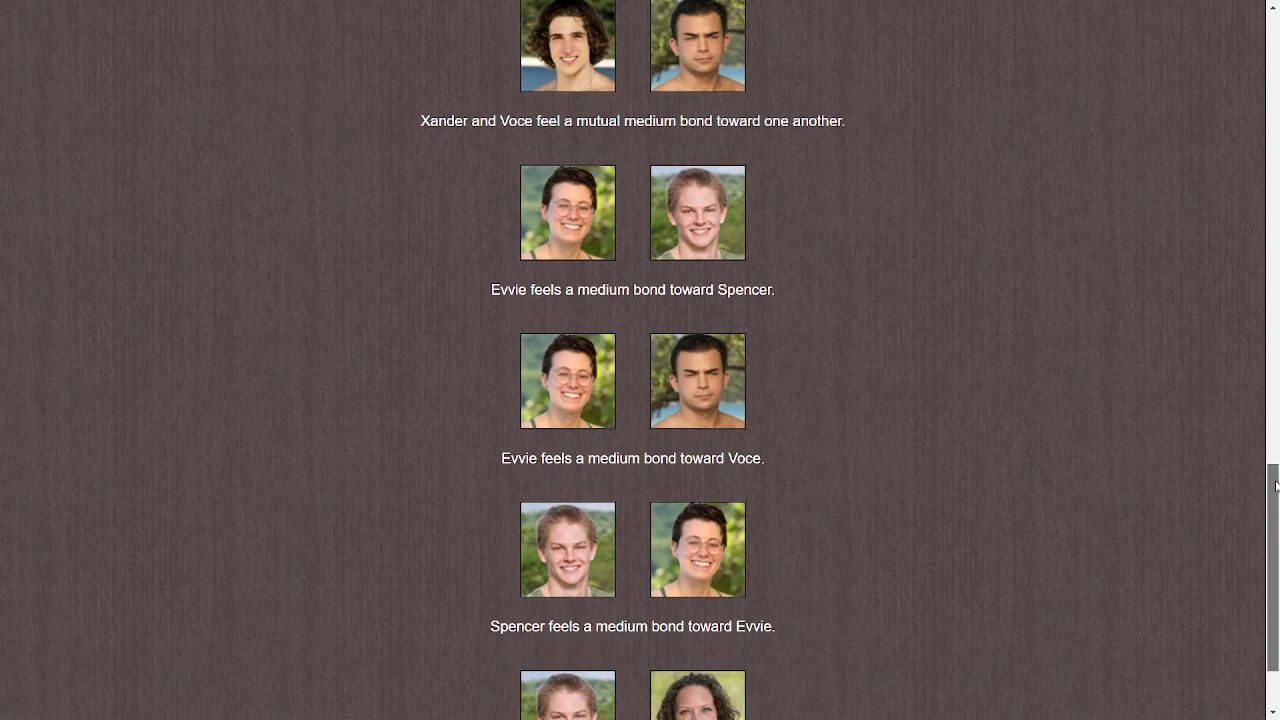 Xander and Voce feel a mutual medium bond toward one another.
Evvie feels a medium bond toward Spencer.
Evvie feels a medium bond toward Voce.
Spencer feels a medium bond toward Evvie.